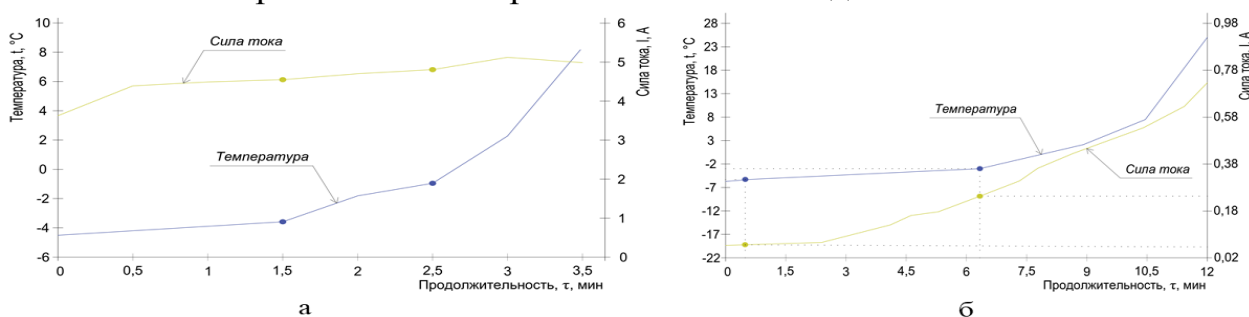 Температура, t, °C
10
8
6
4
2
0
-2
-4
-6
Сила тока
Температура
6
5
4
3
2
1
0
Сила тока, I, A
0 0,5 1 1,5 2 2,5 3 3,5
Продолжительность, τ, мин
а
Температура, t, °C
28
23
18
13
8
3
-2
-7
-12
-17
-22
Температура
Сила тока
0,98
0,78
0,58
0,38
0,18
0,02
Сила тока, I, A
0 1,5 3 4,5 6 7,5 9 10,5 12
Продолжительность, τ, мин
б